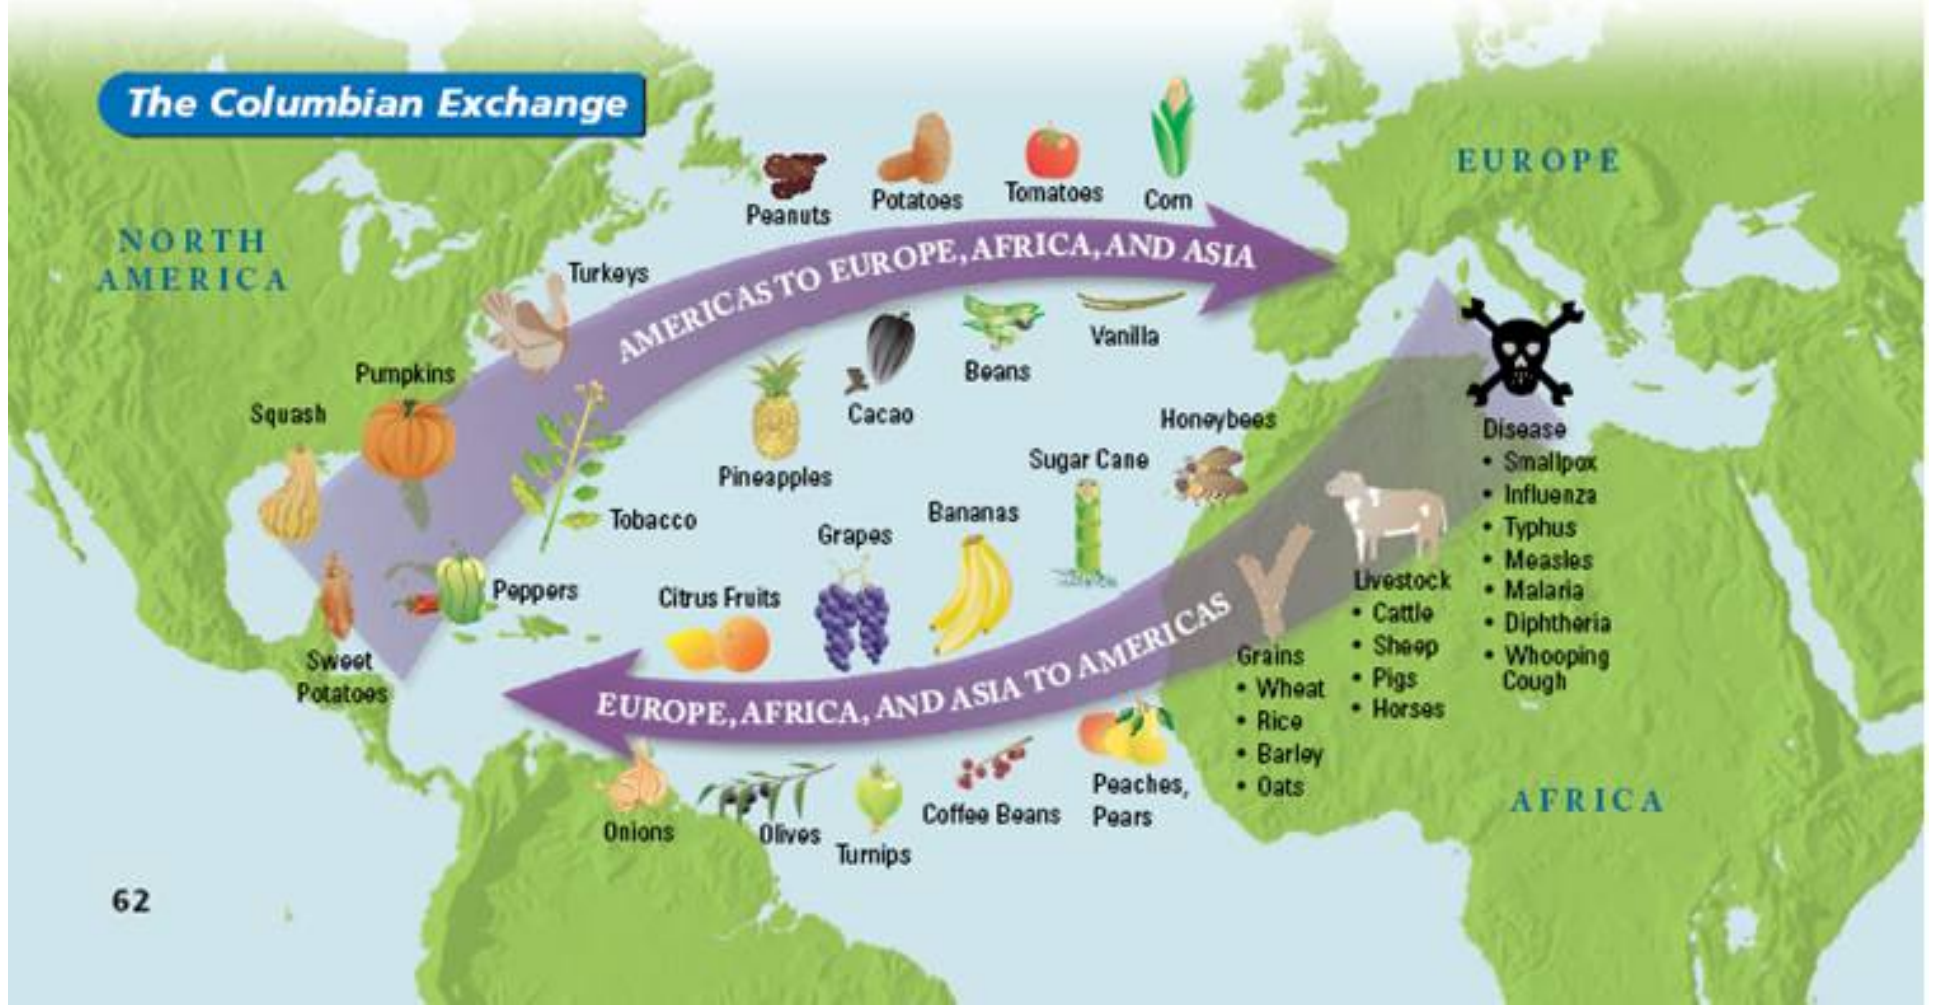 The Columbian Exchange
NORTH
AMERICA
EUROPE
Peanuts
Potatoes
Tomatoes
Corn
Turkeys
AMERICAS TO EUROPE, AFRICA, AND ASIA
Pumpkins
Squash
Tobacco
Peppers
Sweet
Potatoes
Pineapples
Cacao
Beans
Vanilla
Honeybees
Sugar Cane
Bananas
Grapes
Citrus Fruits
EUROPE, AFRICA, AND ASIA TO AMERICAS
Onions
Olives
Turnips
Coffee Beans
Peaches,
Pears
Grains
• Wheat
• Rice
• Barley
• Oats
Livestock
• Cattle
• Sheep
• Pigs
• Horses
Disease
• Smallpox
• Influenza
• Typhus
• Measles
• Malaria
• Diphtheria
• Whooping
Cough
AFRICA
62